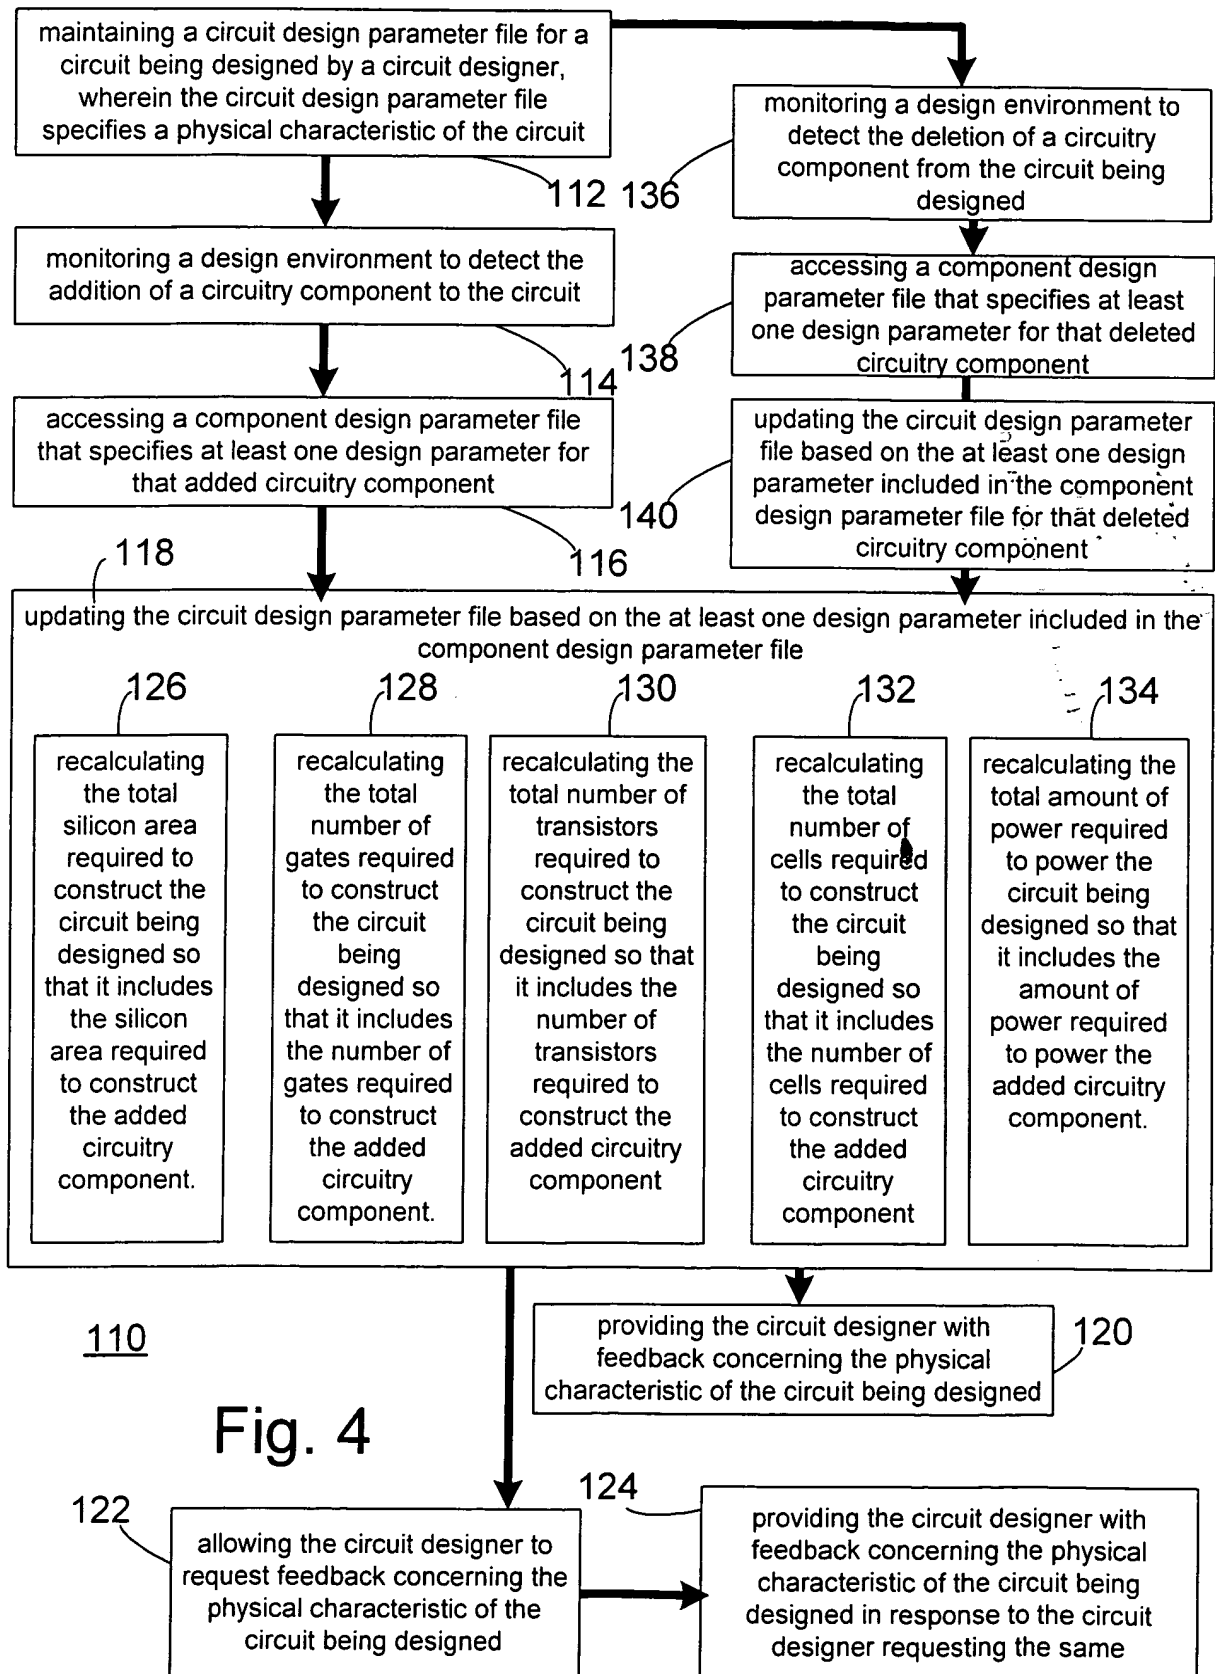 maintaining a circuit design parameter file for a
circuit being designed by a circuit designer,
wherein the circuit design parameter file
specifies a physical characteristic of the circuit
112
monitoring a design environment to detect the
addition of a circuitry component to the circuit
114
accessing a component design parameter file
that specifies at least one design parameter for
that added circuitry component
116
136
monitoring a design environment to
detect the deletion of a circuitry
component from the circuit being
designed
138
accessing a component design
parameter file that specifies at least
one design parameter for that deleted
circuitry component
140
updating the circuit design parameter
file based on the at least one design
parameter included in the component
design parameter file for that deleted
circuitry component
118
updating the circuit design parameter file based on the at least one design parameter included in the
component design parameter file
126
recalculating
the total
silicon area
required to
construct the
circuit being
designed so
that it includes
the silicon
area required
to construct
the added
circuitry
component.
128
recalculating
the total
number of
gates required
to construct
the circuit
being
designed so
that it includes
the number of
gates required
to construct
the added
circuitry
component.
130
recalculating the
total number of
transistors
required to
construct the
circuit being
designed so that
it includes the
number of
transistors
required to
construct the
added circuitry
component
132
recalculating
the total
number of
cells required
to construct
the circuit
being
designed so
that it includes
the number of
cells required
to construct
the added
circuitry
component
134
recalculating the
total amount of
power required
to power the
circuit being
designed so that
it includes the
amount of
power required
to power the
added circuitry
component.
providing the circuit designer with
feedback concerning the physical
characteristic of the circuit being designed
120
110
Fig. 4
122
allowing the circuit designer to
request feedback concerning the
physical characteristic of the
circuit being designed
124
providing the circuit designer with
feedback concerning the physical
characteristic of the circuit being
designed in response to the circuit
designer requesting the same